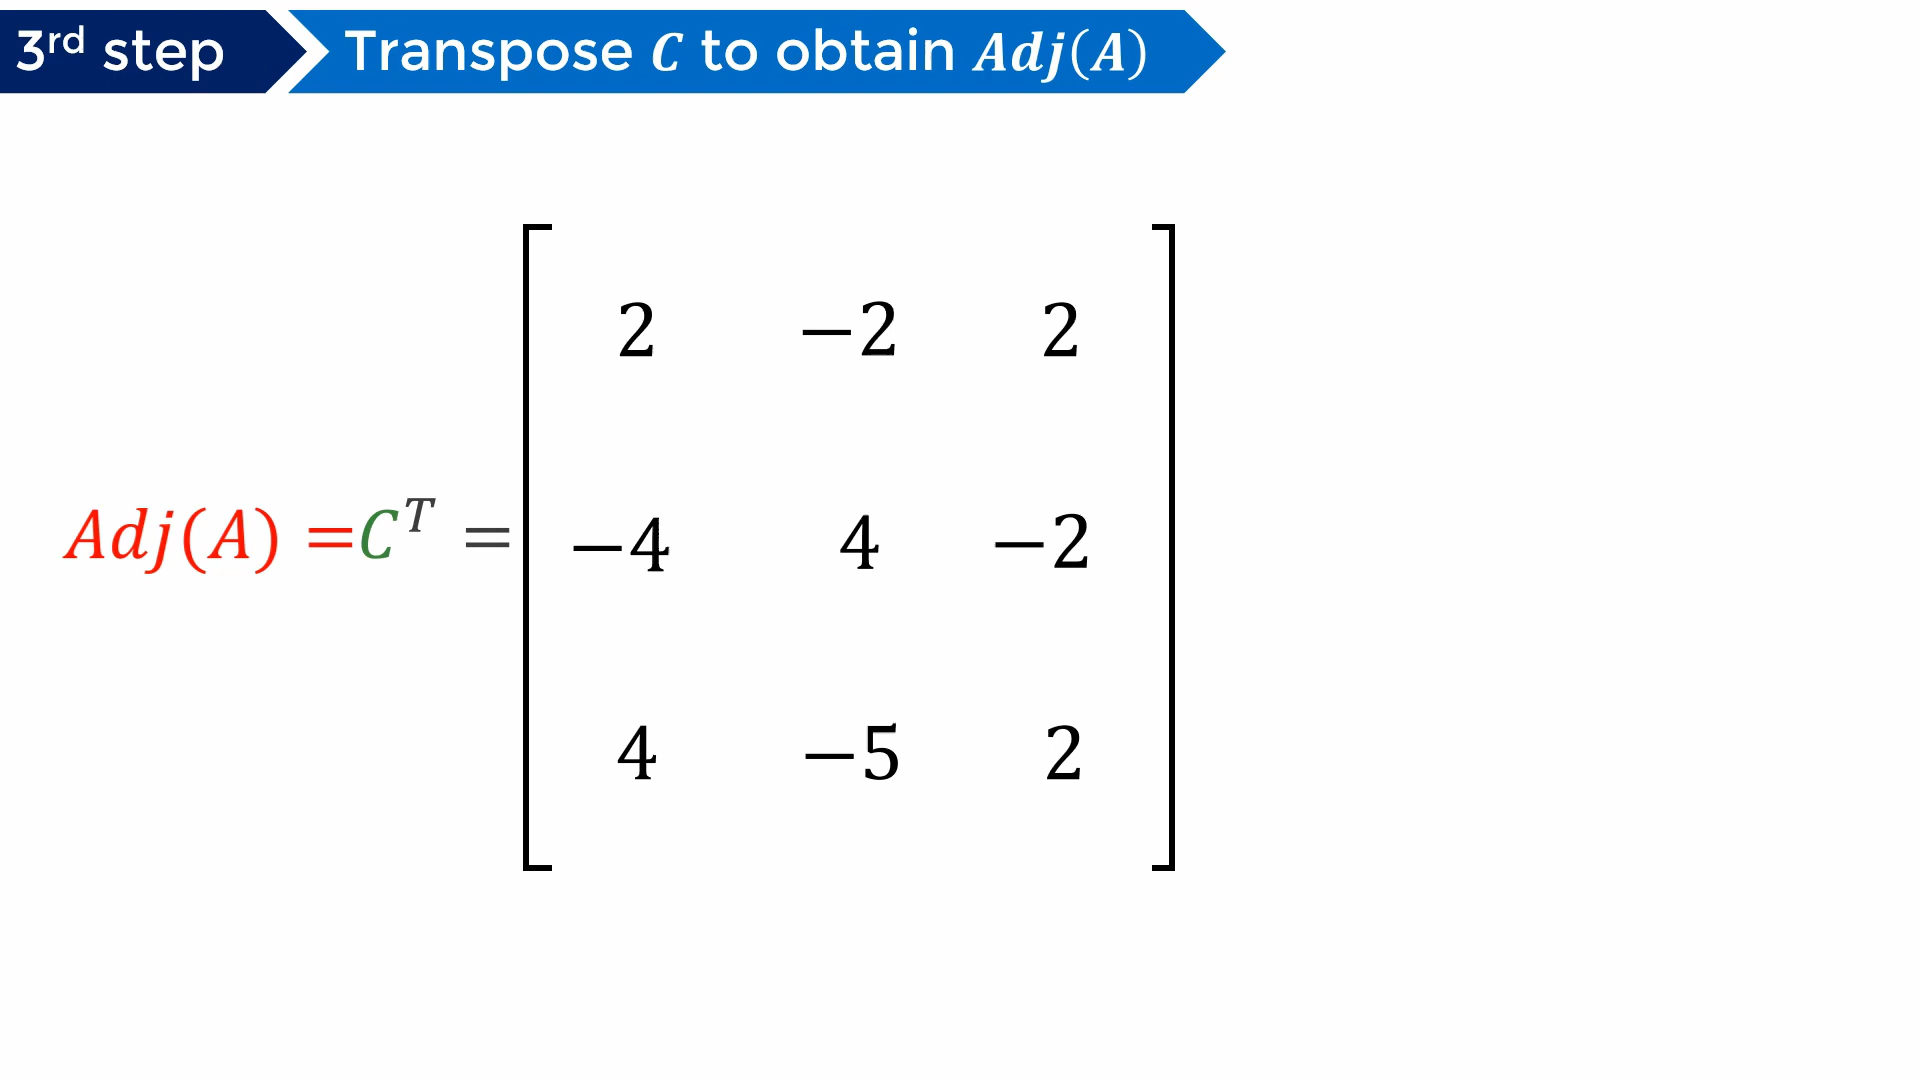 3rd step Transpose C to obtain Adj(A)
2 −2 2
Adj(A) =C^T = −4 4 −2
4 −5 2